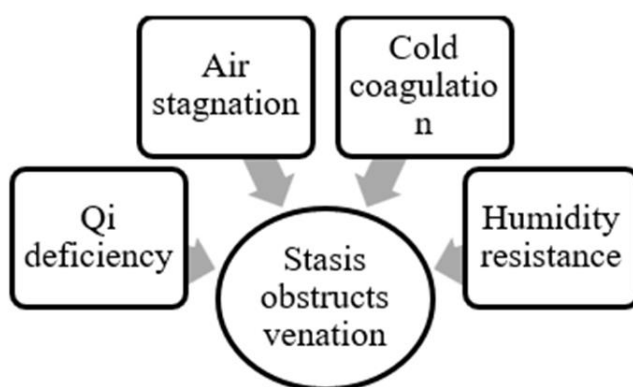 Air
stagnation
Cold
coagulatio
n
Qi
deficiency
Humidity
resistance
Stasis
obstructs
venation